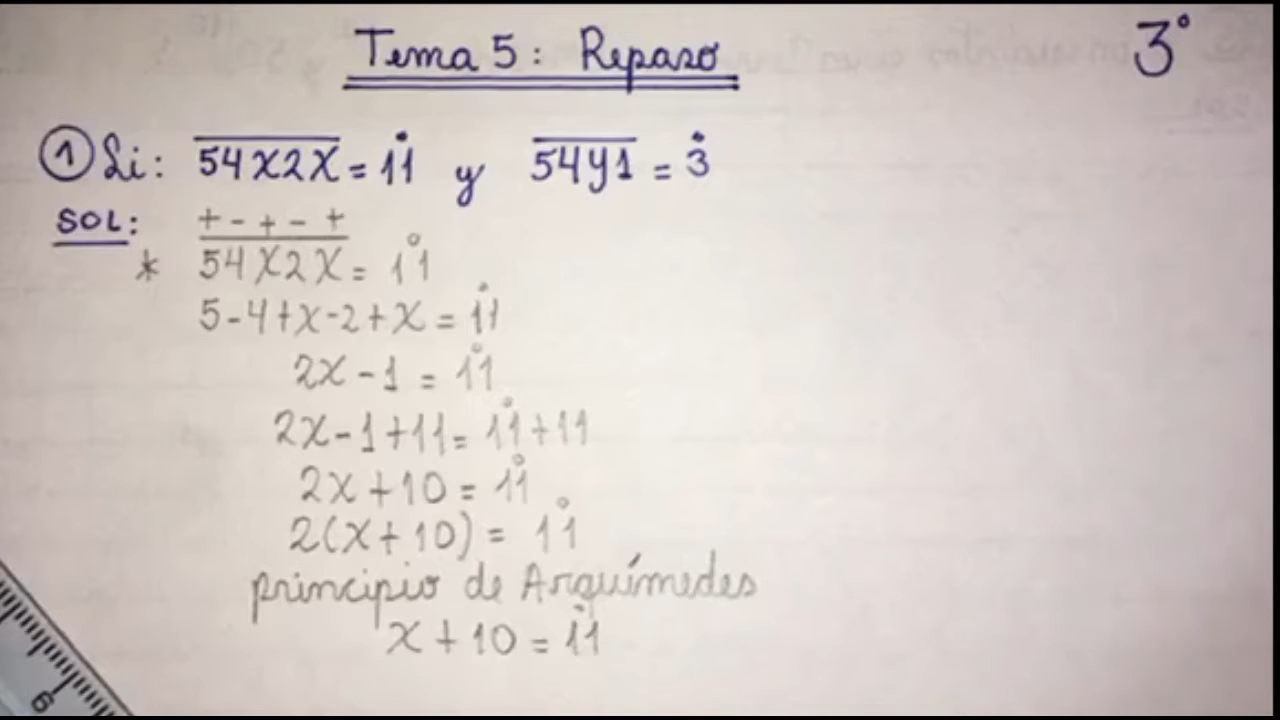 Tema 5: Repaso
3°
① Si: 54X2X = 11̊ y 54Y1 = 3̊
SOL:
+ - + - +
* 54X2X = 11̊
5-4+x-2+x = 11̊
2x - 1 = 11̊
2x-1+11 = 11̊+11
2x + 10 = 11̊
2(x+10) = 11̊
principio de Arquímedes
x + 10 = 11̊
9